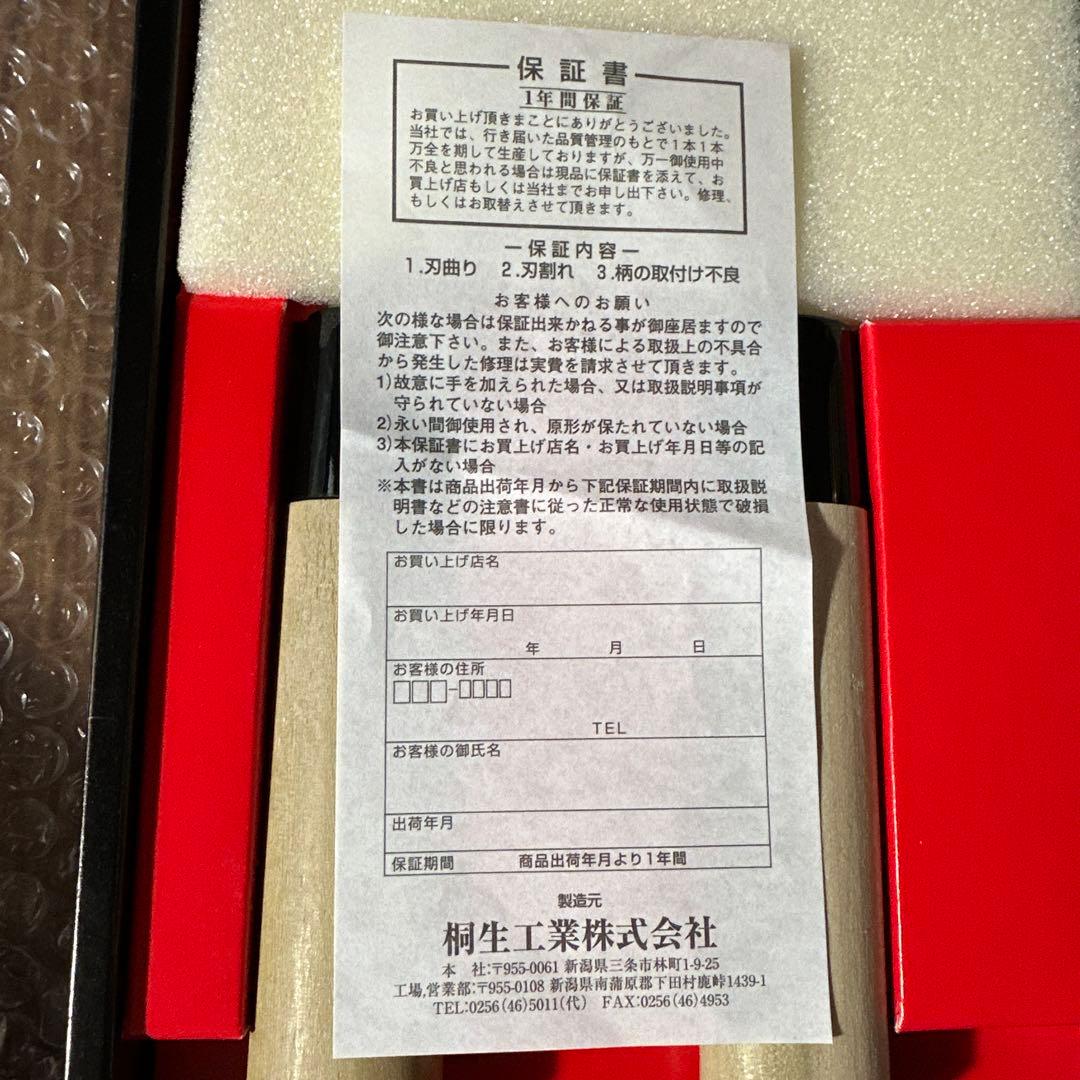 保証書
1年間保証
お買い上げ頂きまことにありがとうございました。
当社では、行き届いた品質管理のもとで1本1本
万全を期して生産しておりますが、万一御使用中
不良と思われる場合は現品に保証書を添えて、お
買上げ店もしくは当社までお申し出下さい。修理、
もしくはお取替えさせて頂きます。
ー保証内容ー
1.刃曲り 2.刃割れ 3.柄の取付け不良
お客様へのお願い
次の様な場合は保証出来かねる事が御座居ますので
御注意下さい。また、お客様による取扱上の不具合
から発生した修理は実費を請求させて頂きます。
1)故意に手を加えられた場合、又は取扱説明事項が
守られていない場合
2)永い間御使用され、原形が保たれていない場合
3)本保証書にお買上げ店名・お買上げ年月日等の記
入がない場合
※本書は商品出荷年月から下記保証期間内に取扱説
明書などの注意書に従った正常な使用状態で破損
した場合に限ります。
お買い上げ店名
お買い上げ年月日
年 月 日
お客様の住所
□□□-□□□□
TEL
お客様の御氏名
出荷年月
保証期間 商品出荷年月より1年間
製造元
桐生工業株式会社
本 社:〒955-0061 新潟県三条市林町1-9-25
工場,営業部:〒955-0108 新潟県南蒲原郡下田村鹿峠1439-1
TEL:0256(46)5011(代) FAX:0256(46)4953